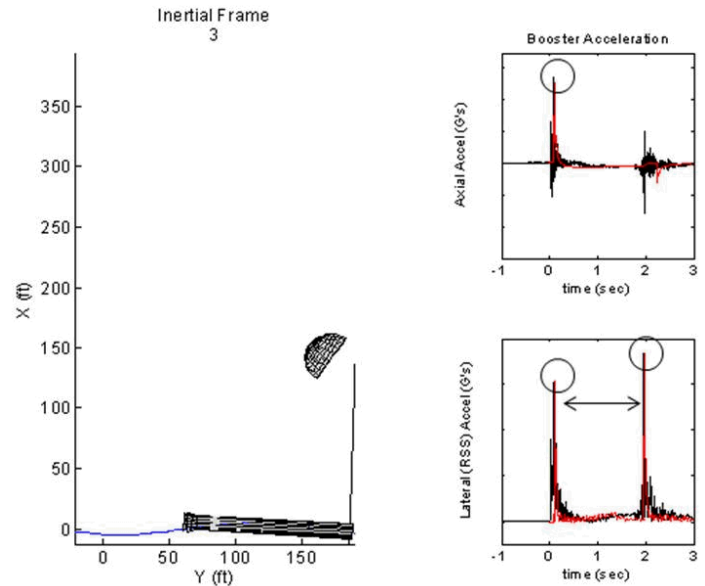 Inertial Frame
3
350
300
250
200
150
100
50
0
X (ft)
0
50
100
150
Y (ft)
Booster Acceleration
Axial Accel (G's)
-1
0
1
2
3
time (sec)
Lateral (RSS) Accel (G's)
-1
0
1
2
3
time (sec)